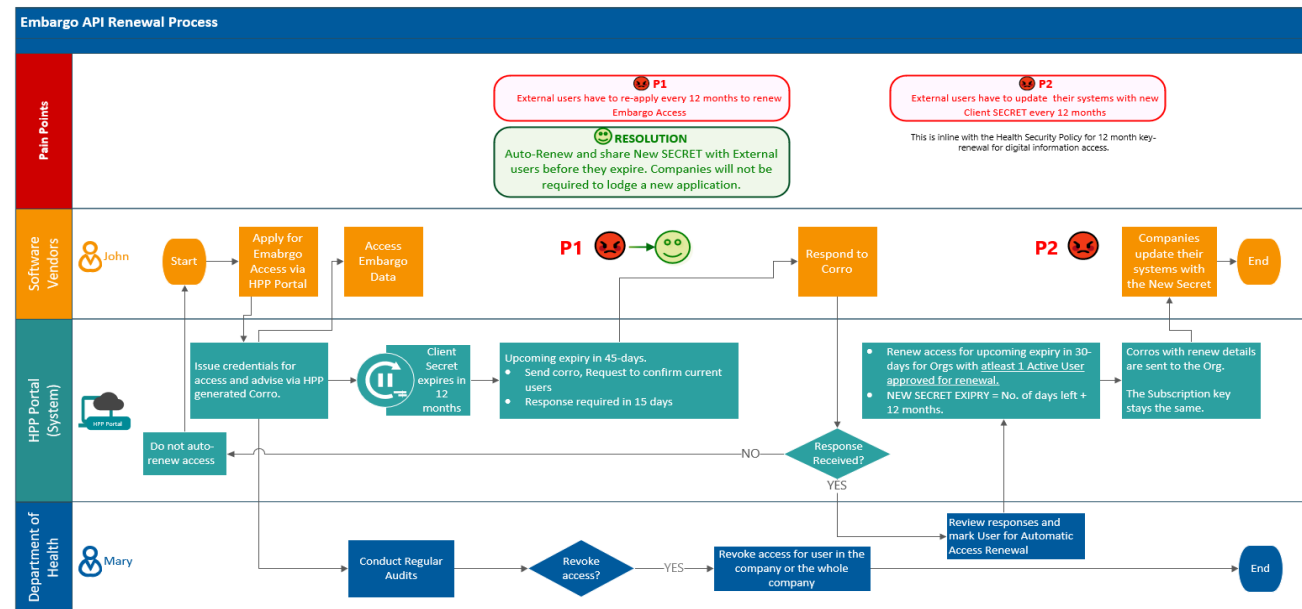 Embargo API Renewal Process
Pain Points
P1
External users have to re-apply every 12 months to renew
Embargo Access
RESOLUTION
Auto-Renew and share New SECRET with External
users before they expire. Companies will not be
required to lodge a new application.
P2
External users have to update their systems with new
Client SECRET every 12 months
This is inline with the Health Security Policy for 12 month key-
renewal for digital information access.
Software
Vendors
John
Start
Apply for
Emabrgo
Access via
HPP Portal
Access
Embargo
Data
P1
Respond to
Corro
P2
Companies
update their
systems with
the New Secret
End
HPP Portal
(System)
HPP Portal
Issue credentials for
access and advise via HPP
generated Corro.
Client
Secret
expires in
12
months
Upcoming expiry in 45-days.
• Send corro, Request to confirm current
users
• Response required in 15 days
• Renew access for upcoming expiry in 30-
days for Orgs with atleast 1 Active User
approved for renewal.
• NEW SECRET EXIPRY = No. of days left +
12 months.
Corros with renew details
are sent to the Org.
The Subscription key
stays the same.
Do not auto-
renew access
NO
Response
Received?
YES
Department of
Health
Mary
Conduct Regular
Audits
Revoke
access?
YES
Revoke access for user in the
company or the whole
company
Review responses and
mark User for Automatic
Access Renewal
End